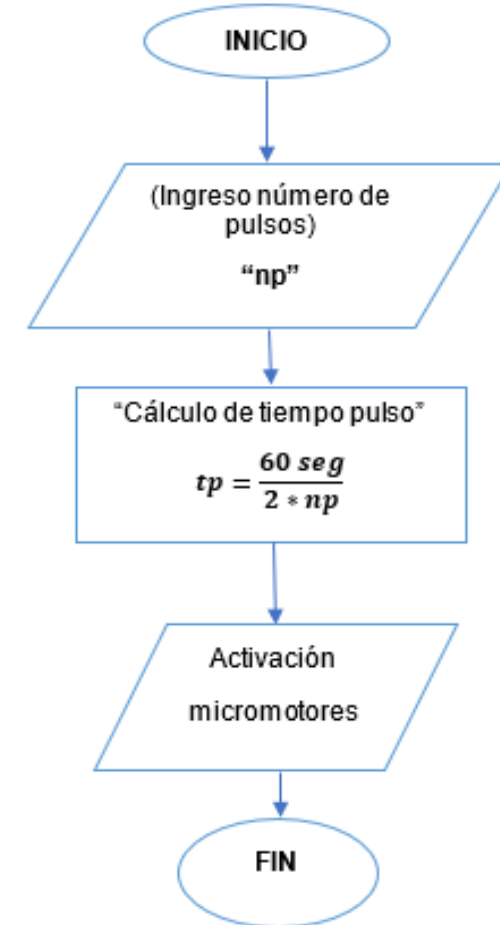 INICIO
(Ingreso número de
pulsos)
“np”
“Cálculo de tiempo pulso”
tp = 60 seg / 2 * np
Activación
micromotores
FIN